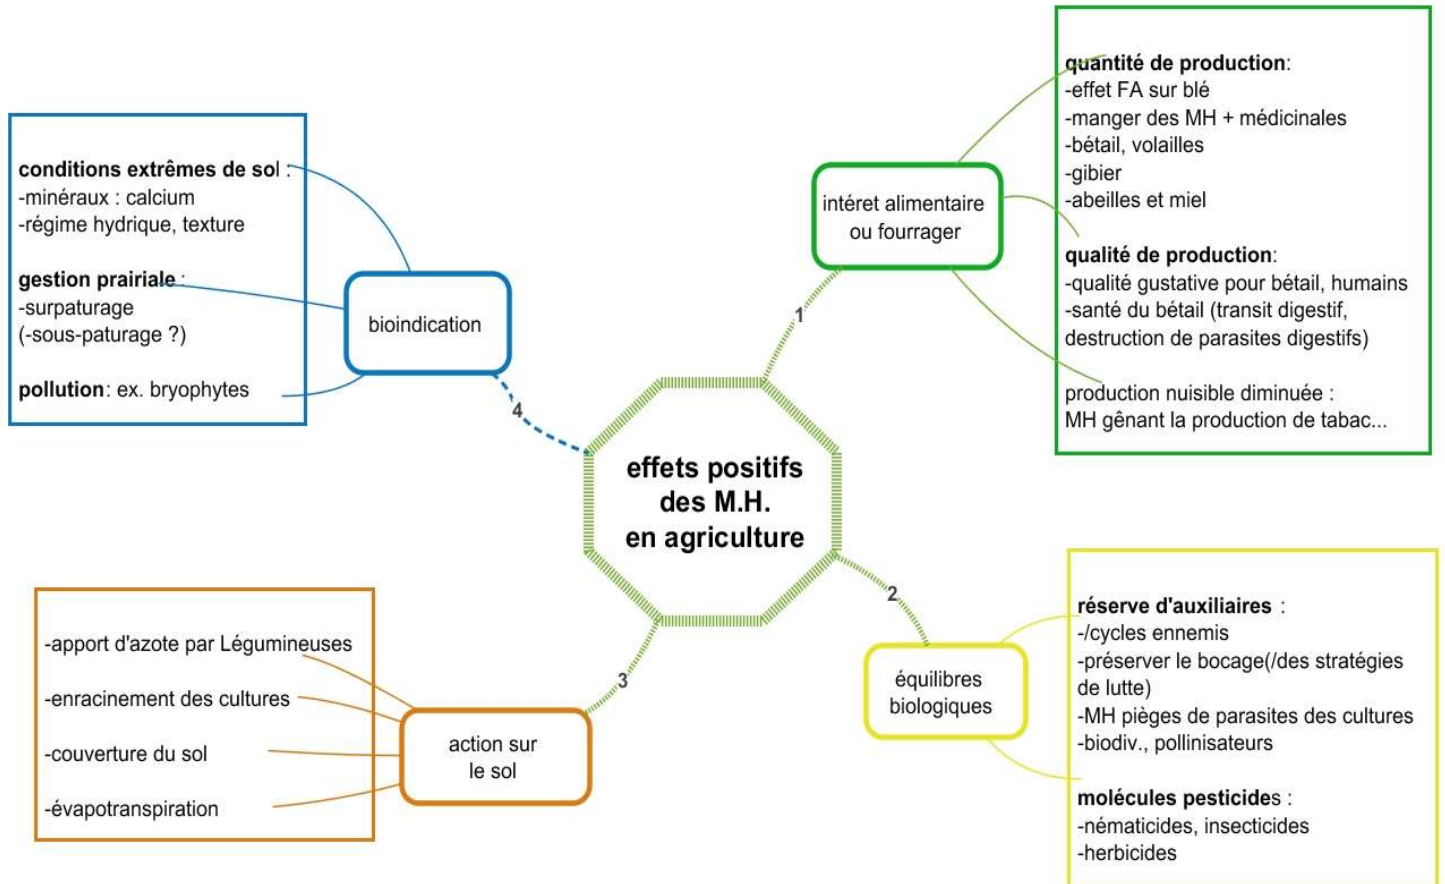 effets positifs
des M.H.
en agriculture
1
intéret alimentaire
ou fourrager
quantité de production:
-effet FA sur blé
-manger des MH + médicinales
-bétail, volailles
-gibier
-abeilles et miel
qualité de production:
-qualité gustative pour bétail, humains
-santé du bétail (transit digestif,
destruction de parasites digestifs)
production nuisible diminuée :
MH gênant la production de tabac...
2
équilibres
biologiques
réserve d'auxiliaires :
-/cycles ennemis
-préserver le bocage(/des stratégies
de lutte)
-MH pièges de parasites des cultures
-biodiv., pollinisateurs
molécules pesticides :
-nématicides, insecticides
-herbicides
3
action sur
le sol
-apport d'azote par Légumineuses
-enracinement des cultures
-couverture du sol
-évapotranspiration
4
bioindication
conditions extrêmes de sol :
-minéraux : calcium
-régime hydrique, texture
gestion prairiale :
-surpaturage
(-sous-paturage ?)
pollution: ex. bryophytes